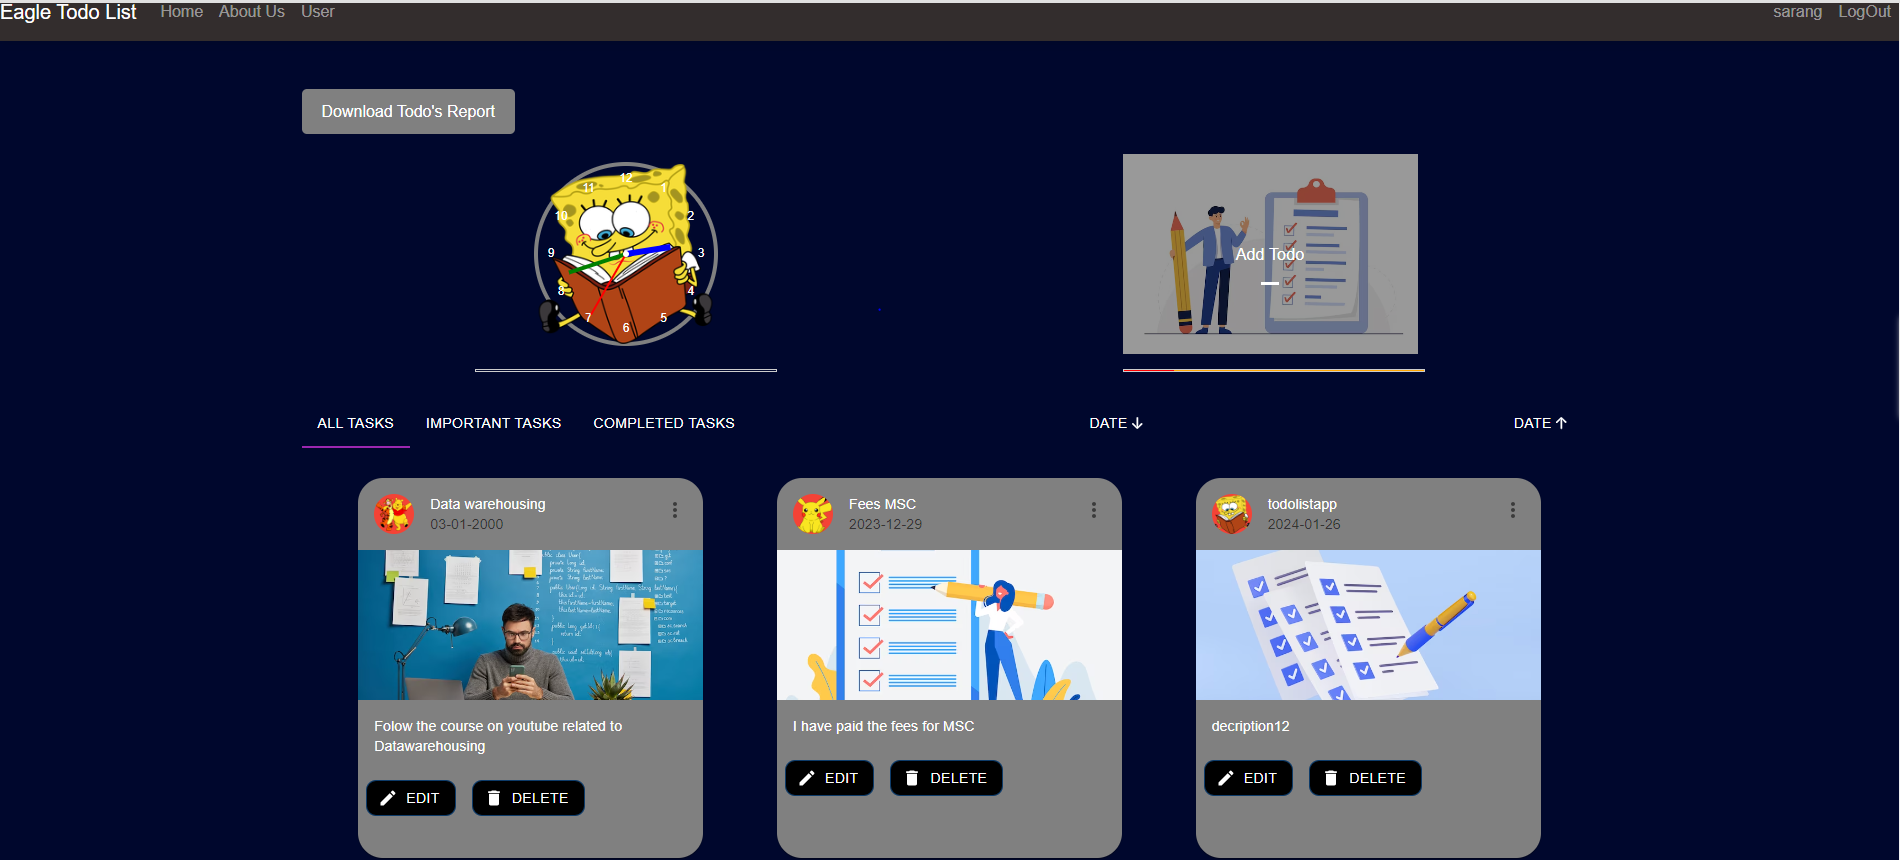 Eagle Todo List Home About Us User sarang LogOut
Download Todo's Report
12
11 1
10 2
9 3
8 4
7 5
6
Add Todo
ALL TASKS IMPORTANT TASKS COMPLETED TASKS DATE ↓ DATE ↑
Data warehousing
03-01-2000
Folow the course on youtube related to
Datawarehousing
EDIT DELETE
Fees MSC
2023-12-29
I have paid the fees for MSC
EDIT DELETE
todolistapp
2024-01-26
decription12
EDIT DELETE